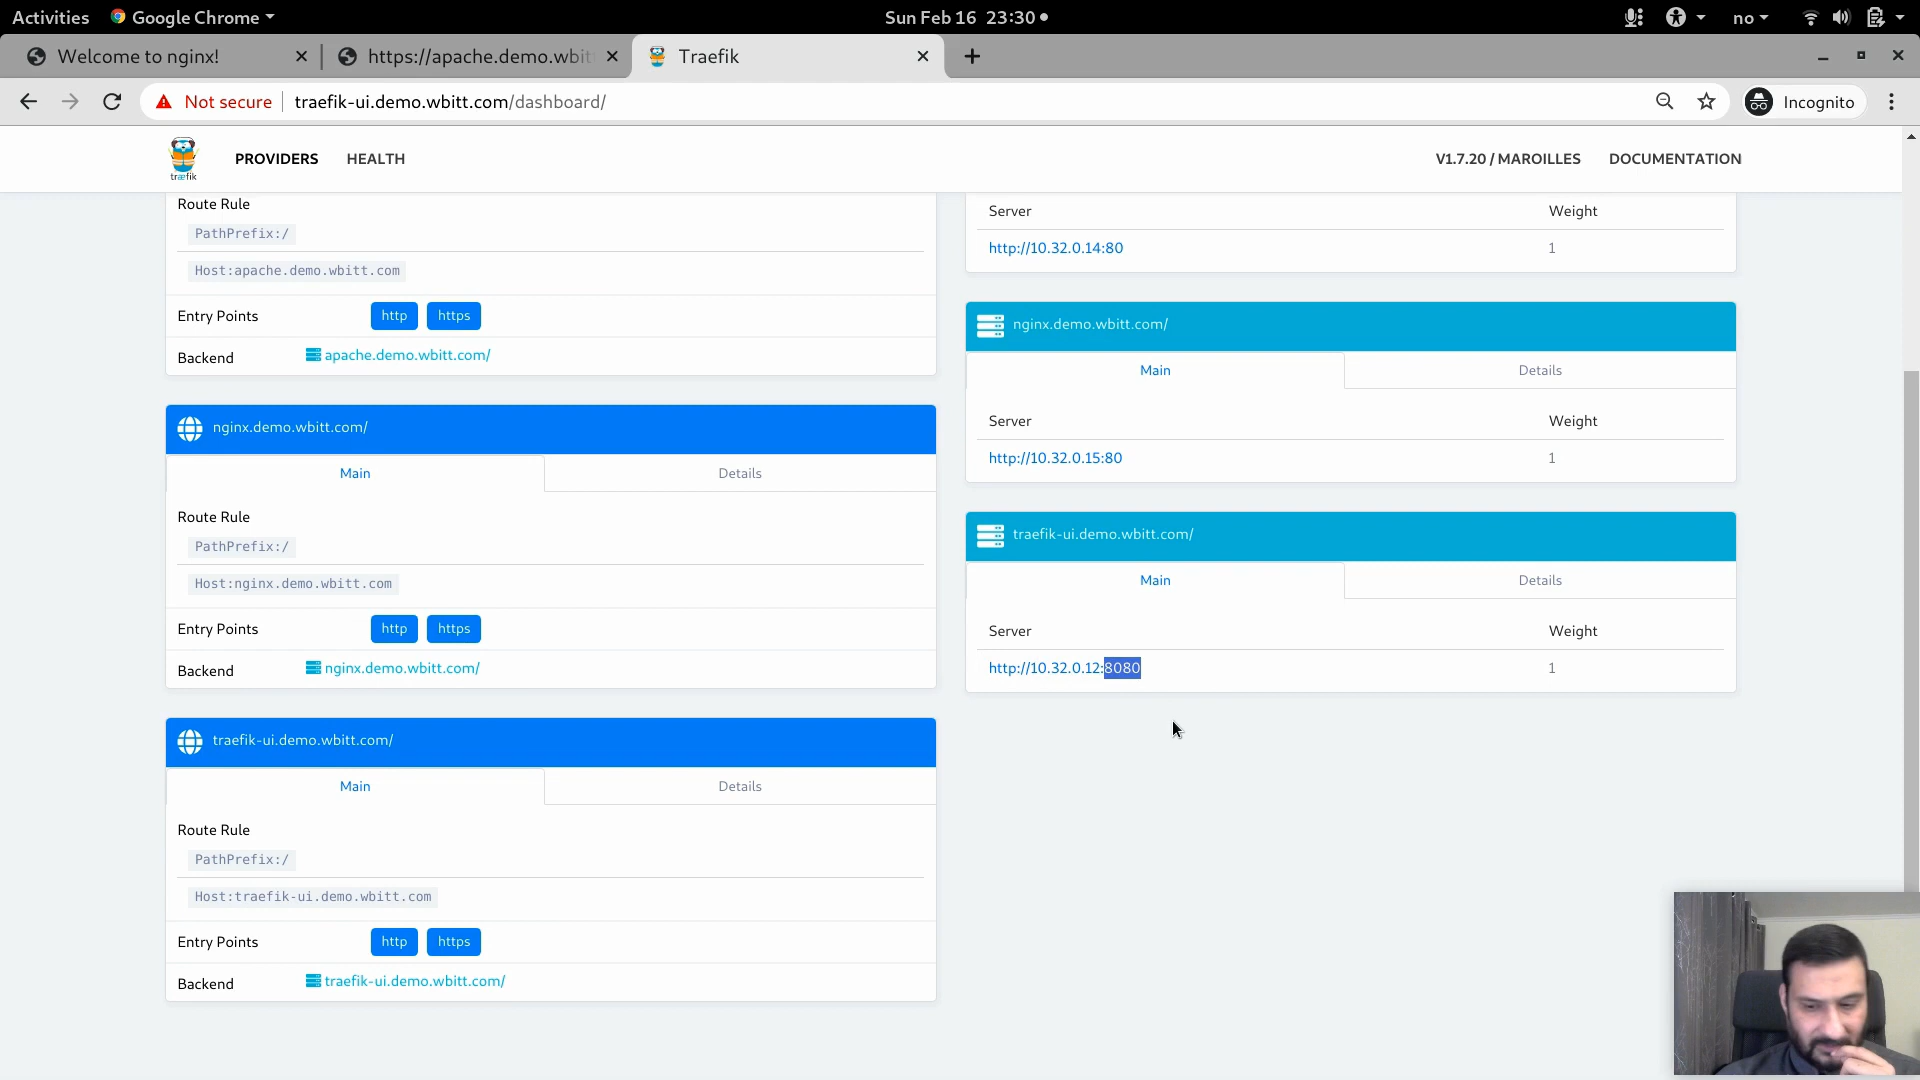 Activities Google Chrome Sun Feb 16 23:30 no
Welcome to nginx! https://apache.demo.wbitt Traefik
Not secure traefik-ui.demo.wbitt.com/dashboard/ Incognito
træfik PROVIDERS HEALTH V1.7.20 / MAROILLES DOCUMENTATION
Route Rule
PathPrefix:/
Host:apache.demo.wbitt.com
Entry Points http https
Backend apache.demo.wbitt.com/
nginx.demo.wbitt.com/
Main Details
Route Rule
PathPrefix:/
Host:nginx.demo.wbitt.com
Entry Points http https
Backend nginx.demo.wbitt.com/
traefik-ui.demo.wbitt.com/
Main Details
Route Rule
PathPrefix:/
Host:traefik-ui.demo.wbitt.com
Entry Points http https
Backend traefik-ui.demo.wbitt.com/
Server Weight
http://10.32.0.14:80 1
nginx.demo.wbitt.com/
Main Details
Server Weight
http://10.32.0.15:80 1
traefik-ui.demo.wbitt.com/
Main Details
Server Weight
http://10.32.0.12:8080 1